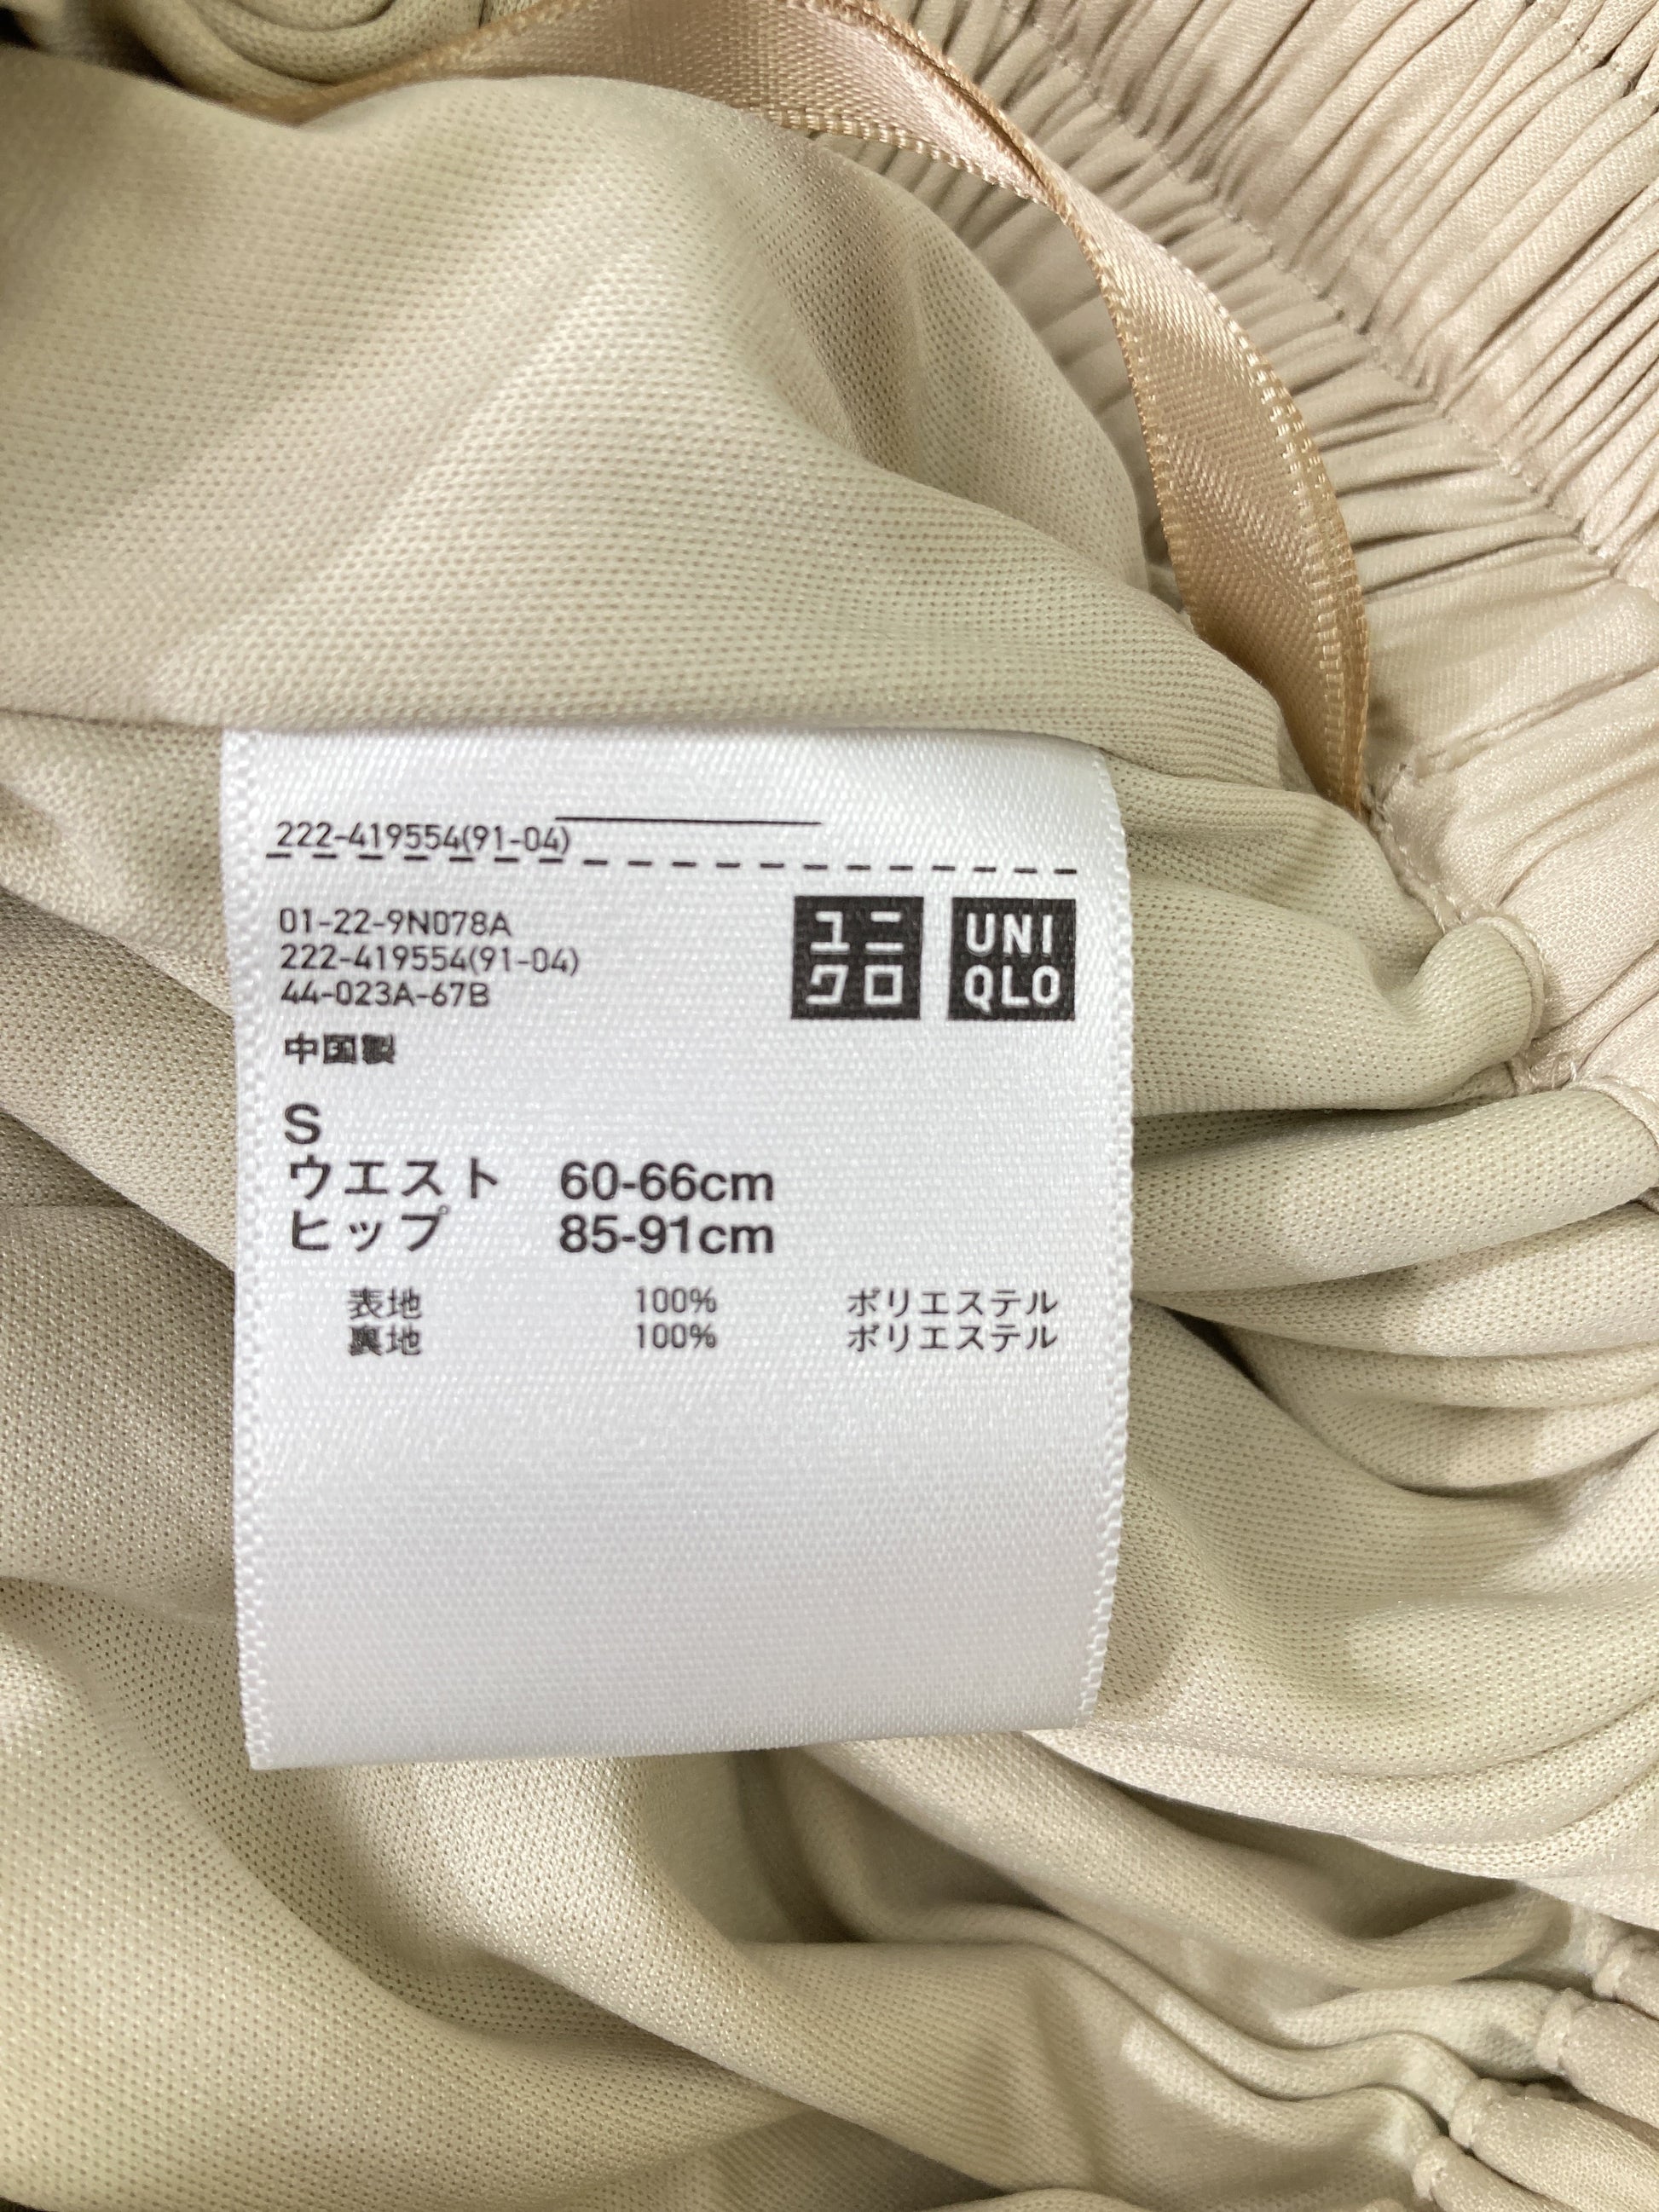 222-419554(91-04)
01-22-9N078A
222-419554(91-04)
44-023A-67B
ユニ
クロ
UNI
QLO
中国製
S
ウエスト 60-66cm
ヒップ 85-91cm
表地 100% ポリエステル
裏地 100% ポリエステル